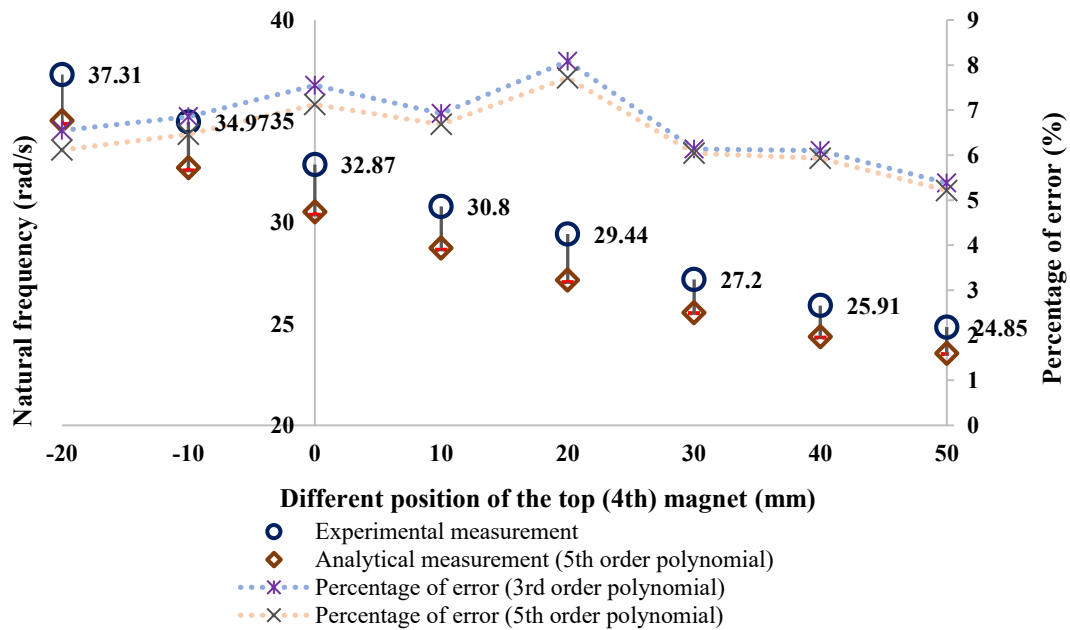 Natural frequency (rad/s)
40
35
30
25
20
37.31
34.97
32.87
30.8
29.44
27.2
25.91
24.85
9
8
7
6
5
4
3
2
1
0
Percentage of error (%)
-20 -10 0 10 20 30 40 50
Different position of the top (4th) magnet (mm)
Experimental measurement
Analytical measurement (5th order polynomial)
Percentage of error (3rd order polynomial)
Percentage of error (5th order polynomial)